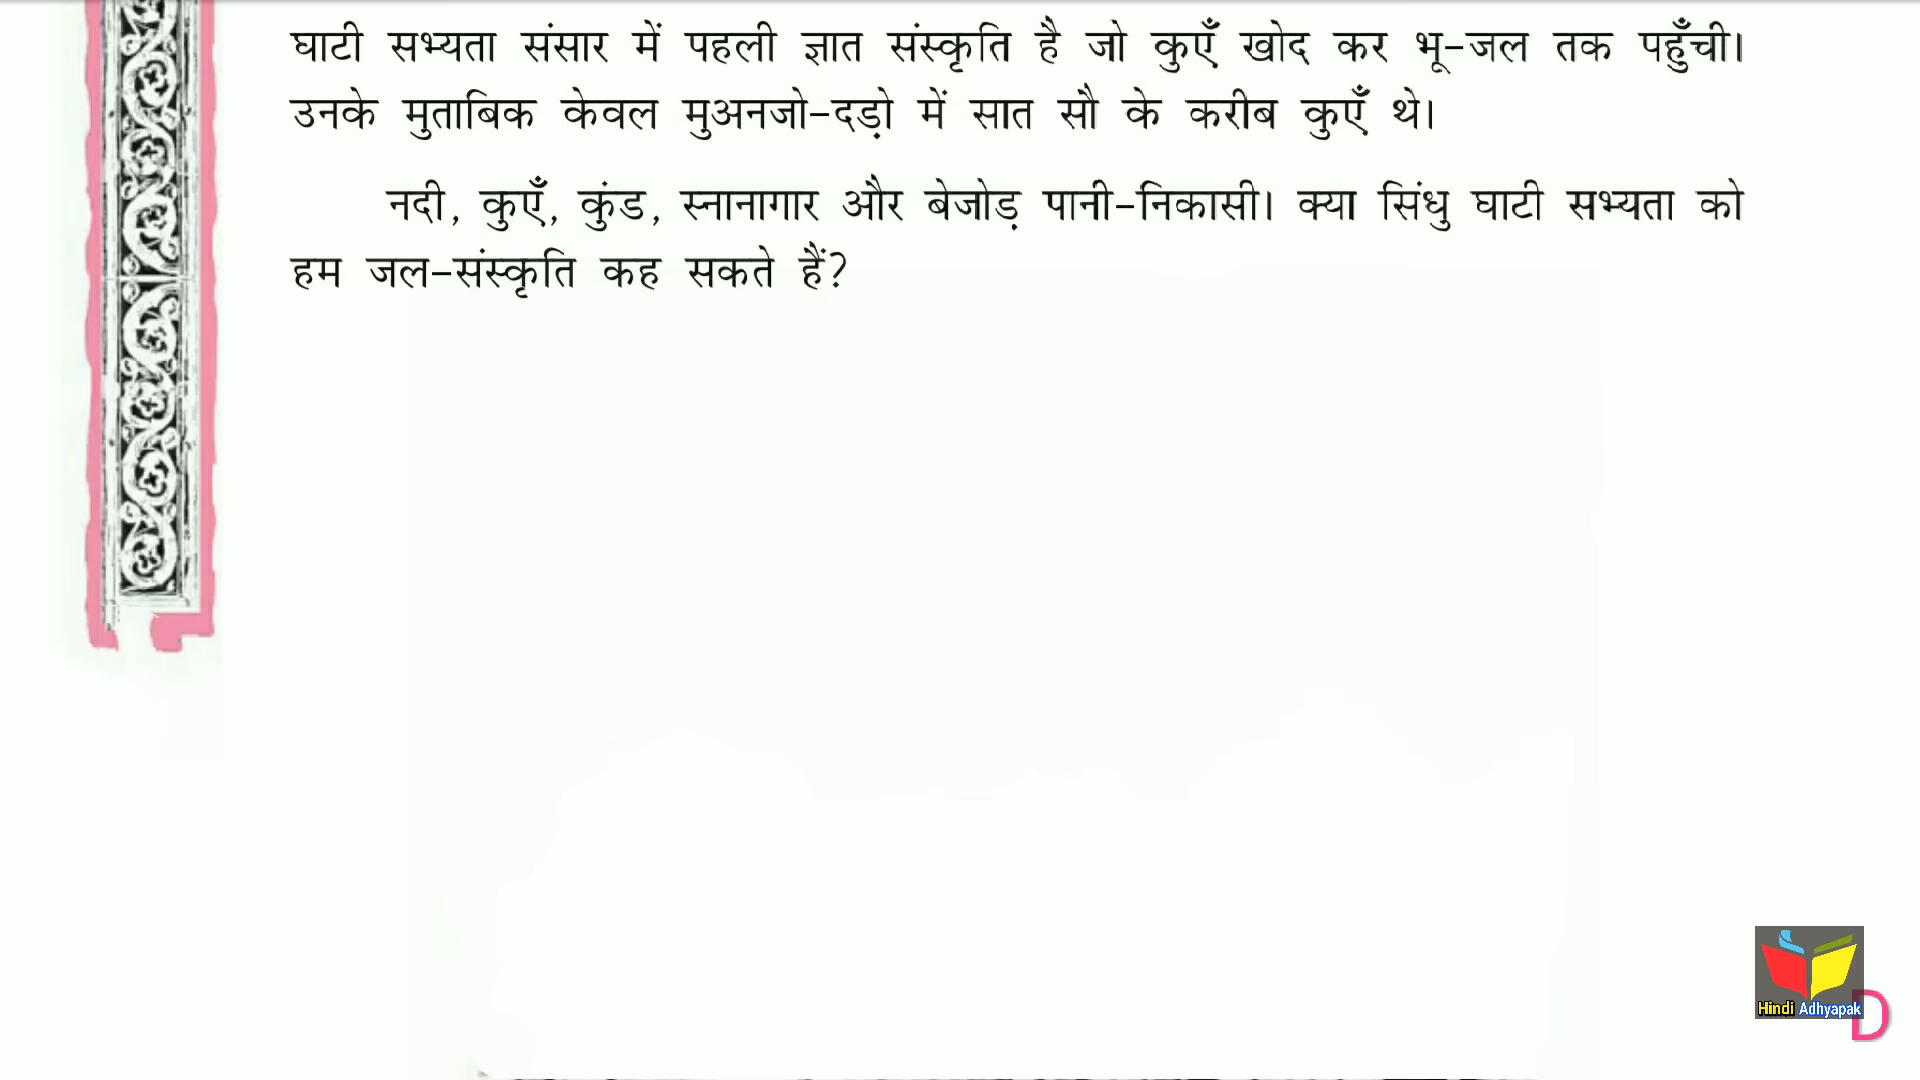 घाटी सभ्यता संसार में पहली ज्ञात संस्कृति है जो कुएँ खोद कर भू-जल तक पहुँची।
उनके मुताबिक केवल मुअनजो-दड़ो में सात सौ के करीब कुएँ थे।
नदी, कुएँ, कुंड, स्नानागार और बेजोड़ पानी-निकासी। क्या सिंधु घाटी सभ्यता को
हम जल-संस्कृति कह सकते हैं?
Hindi Adhyapak
D